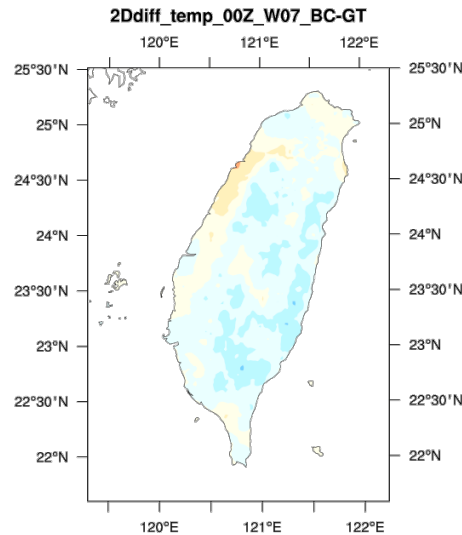 2Ddiff_temp_00Z_W07_BC-GT
120°E 121°E 122°E
25°30'N 25°30'N
25°N 25°N
24°30'N 24°30'N
24°N 24°N
23°30'N 23°30'N
23°N 23°N
22°30'N 22°30'N
22°N 22°N
120°E 121°E 122°E